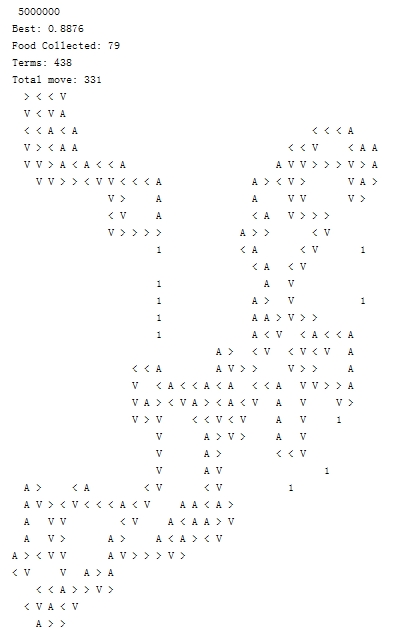 5000000
Best: 0.8876
Food Collected: 79
Terms: 438
Total move: 331
> < < V
V < V A
< < A < A < < < A
V > < A A < < V < A A
V V > A < A < < A A V V > > > V > A
V V > > < V V < < < A A > < V > V A >
V > A A V V V >
< V A < A V > > >
V > > > > A > > < V
1 < A < V 1
< A < V
1 A V
1 A > V 1
1 A A > V > >
1 A < V < A < < A
A > < V < V < V A
< < A A V > > V > > A
V < A < < A < A < < A V V > > A
V A > < V A > < A < V A V V >
V > V < < V < V A V 1
V A > V > A V
V A > < < V
V A V 1
A > < A < V < V 1
A V > < V < < < A V A A < A >
A V V < V A < A A > V
A V > A > A < A > < V
A > < V V A V > > > V >
< V V A > A
< < A > > V >
< V A < V
A > >